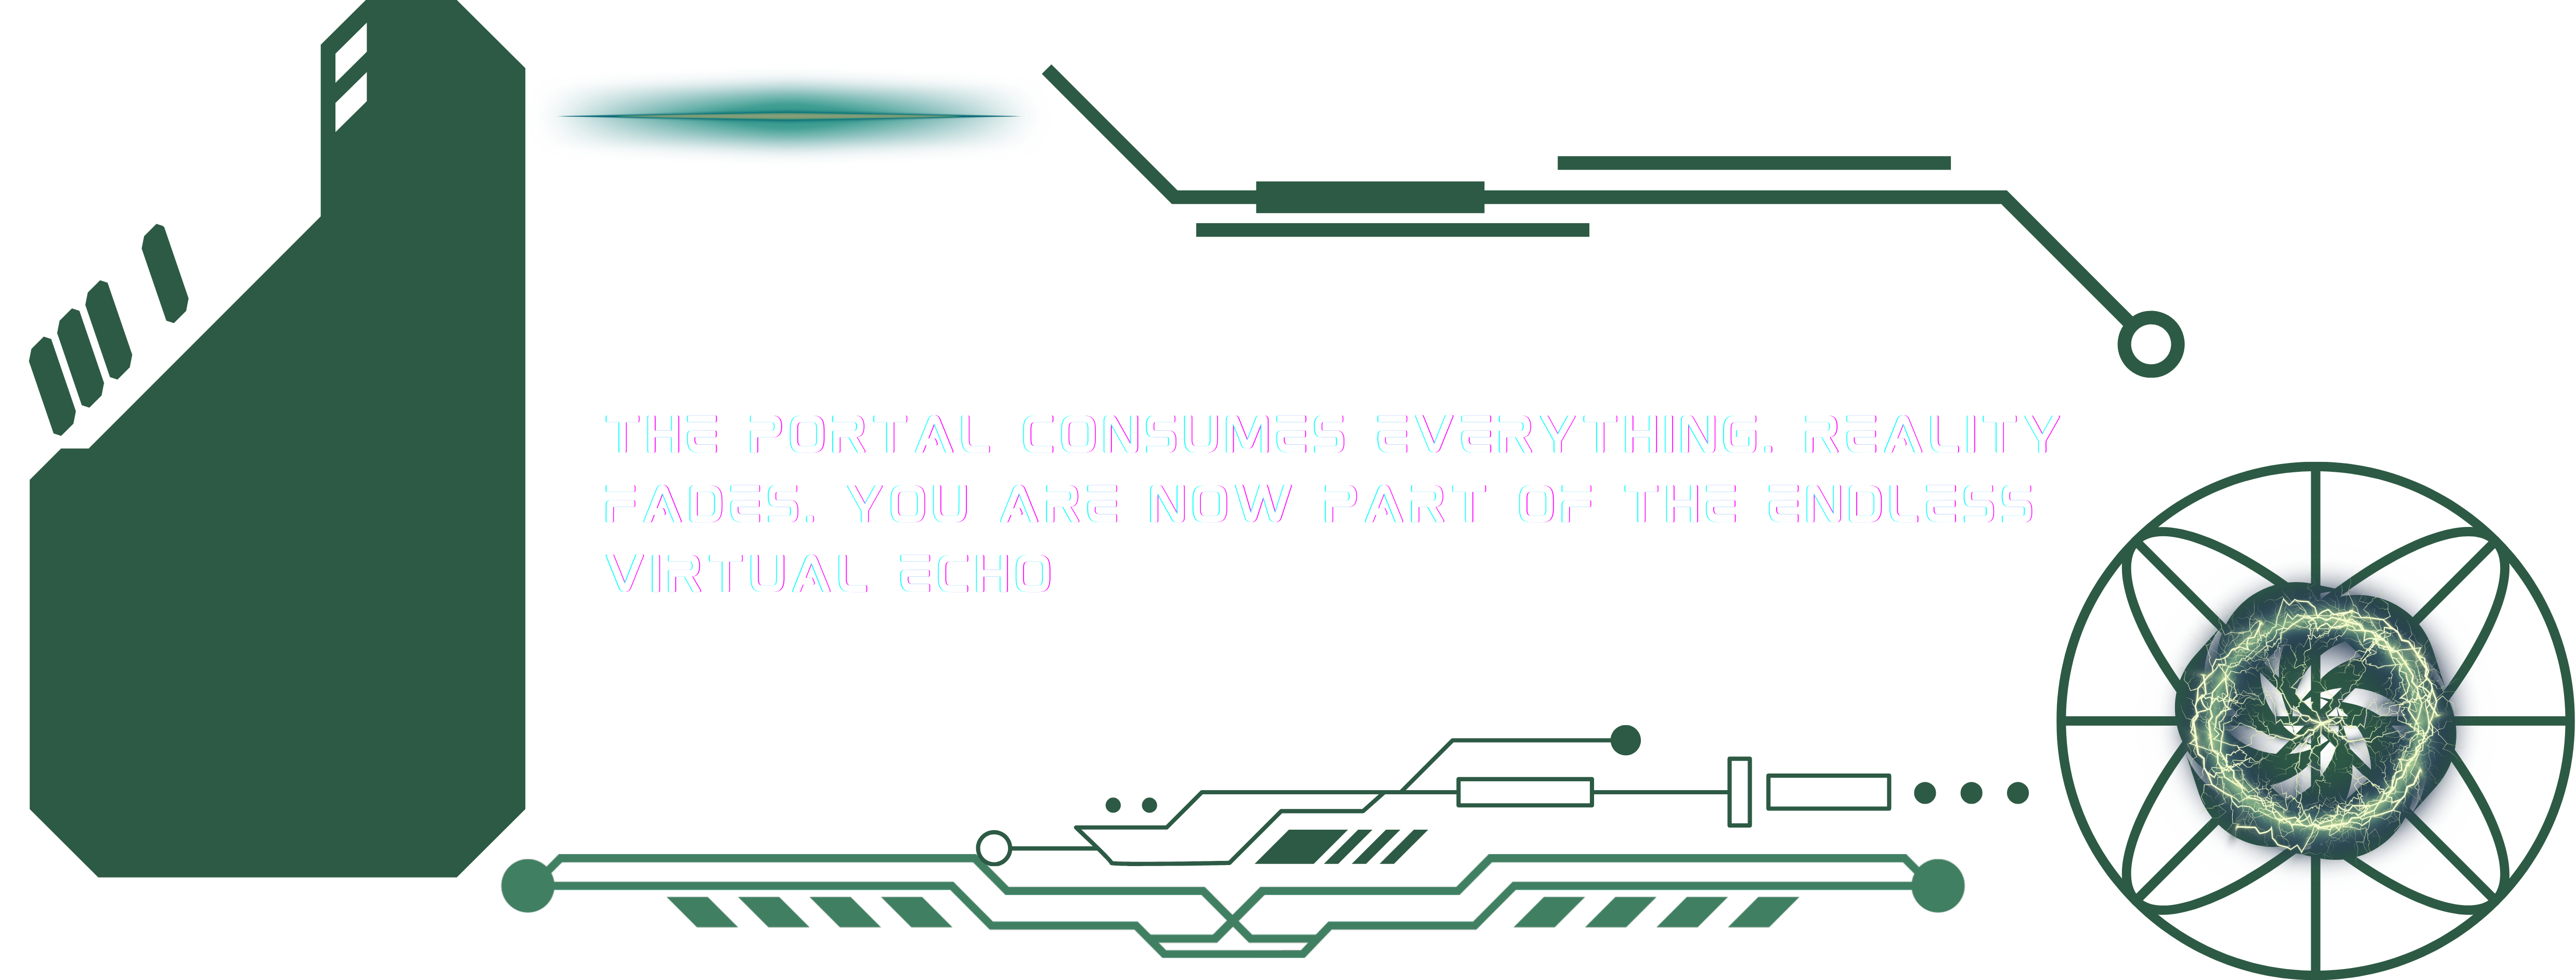 THE PORTAL CONSUMES EVERYTHING. REALITY
FADES. YOU ARE NOW PART OF THE ENDLESS
VIRTUAL ECHO